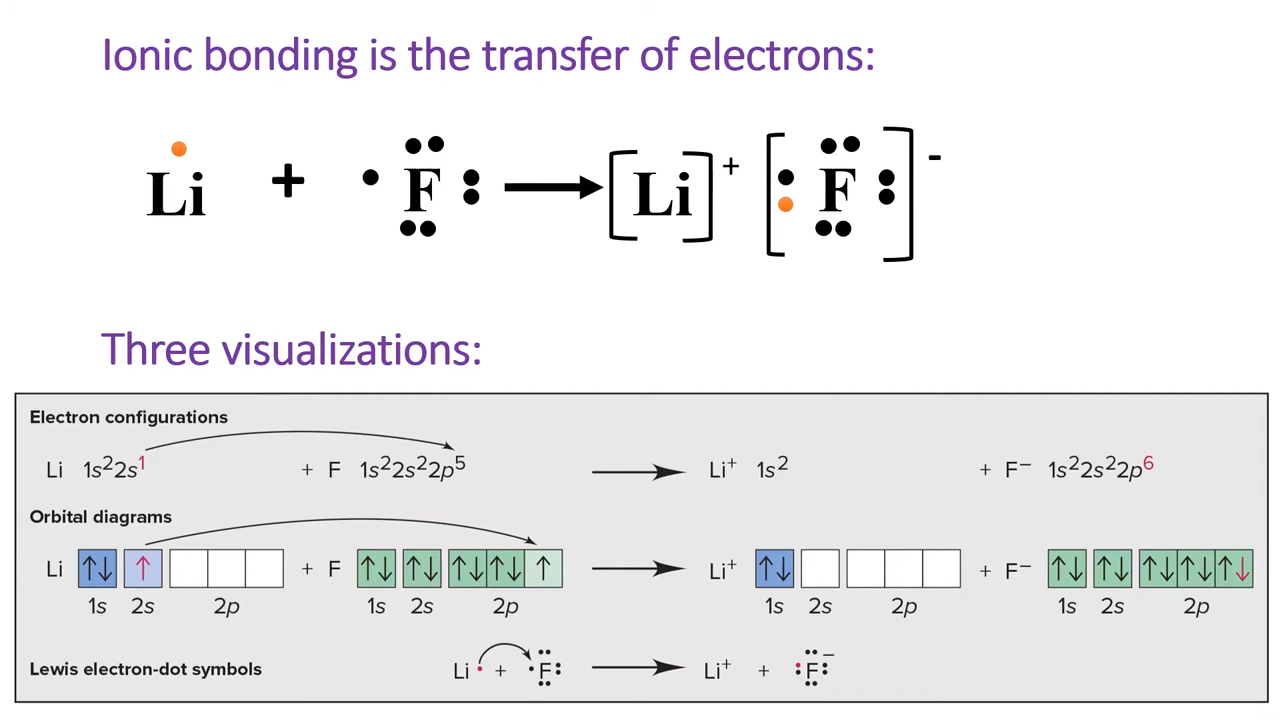 Ionic bonding is the transfer of electrons:
Li + F [Li]⁺ [F]⁻
Three visualizations:
Electron configurations
Li 1s²2s¹ + F 1s²2s²2p⁵ Li⁺ 1s² + F⁻ 1s²2s²2p⁶
Orbital diagrams
Li ↑↓ ↑ + F ↑↓ ↑↓ ↑↓ ↑↓ ↑ Li⁺ ↑↓ + F⁻ ↑↓ ↑↓ ↑↓ ↑↓ ↑↓
1s 2s 2p 1s 2s 2p 1s 2s 2p 1s 2s 2p
Lewis electron-dot symbols Li + F Li⁺ + F⁻